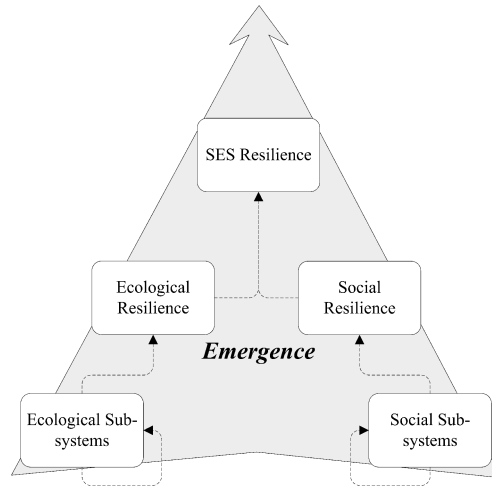 SES Resilience
Ecological
Resilience
Social
Resilience
Emergence
Ecological Sub-
systems
Social Sub-
systems